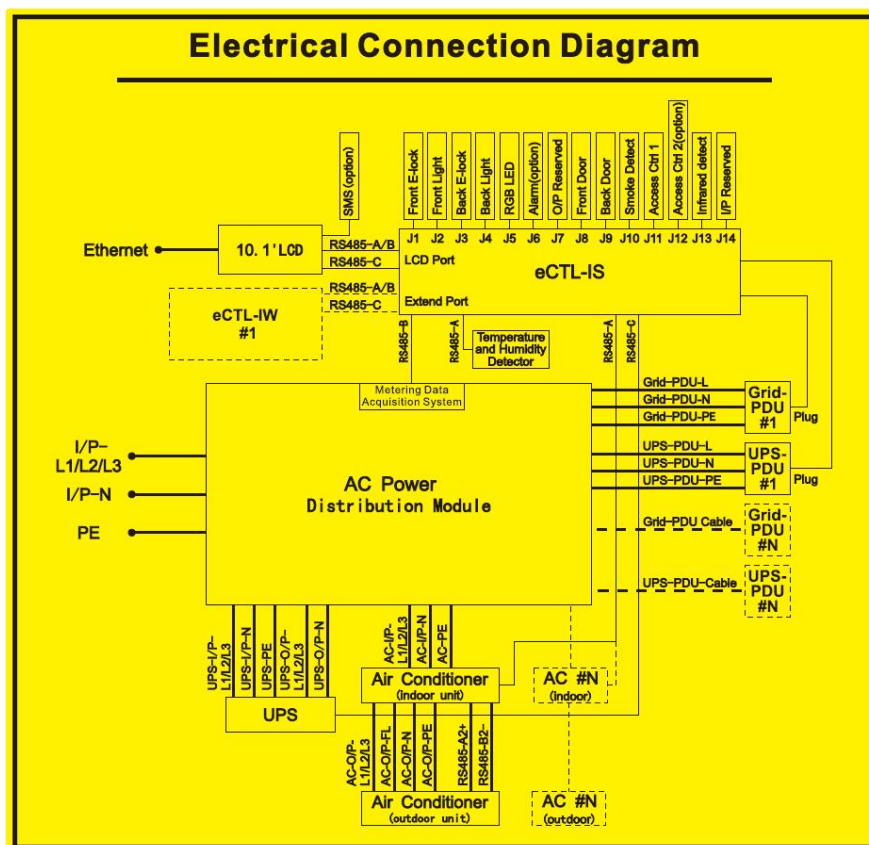 Electrical Connection Diagram
SMS (option)
Front E-lock
Front Light
Back E-lock
Back Light
RGB LED
Alarm(option)
O/P Reserved
Front Door
Back Door
Smoke Detect
Access Ctrl 1
Access Ctrl 2(option)
Infrared detect
I/P Reserved
J1 J2 J3 J4 J5 J6 J7 J8 J9 J10 J11 J12 J13 J14
Ethernet
10. 1' LCD
RS485-A/B
RS485-C
LCD Port
eCTL-IS
eCTL-IW
#1
RS485-A/B
RS485-C
Extend Port
RS485-B
RS485-A
Temperature
and Humidity
Detector
RS485-A
RS485-C
Metering Data
Acquisition System
AC Power
Distribution Module
I/P-
L1/L2/L3
I/P-N
PE
Grid-PDU-L
Grid-PDU-N
Grid-PDU-PE
Grid-
PDU
#1
Plug
UPS-PDU-L
UPS-PDU-N
UPS-PDU-PE
UPS-
PDU
#1
Plug
Grid-PDU Cable
Grid-
PDU
#N
UPS-PDU-Cable
UPS-
PDU
#N
UPS-I/P-
L1/L2/L3
UPS-I/P-N
UPS-PE
UPS-O/P-
L1/L2/L3
UPS-O/P-N
UPS
AC-I/P-
L1/L2/L3
AC-I/P-N
AC-PE
Air Conditioner
(indoor unit)
AC #N
(indoor)
AC-O/P-
L1/L2/L3
AC-O/P-FL
AC-O/P-N
AC-O/P-PE
RS485-A2+
RS485-B2-
Air Conditioner
(outdoor unit)
AC #N
(outdoor)